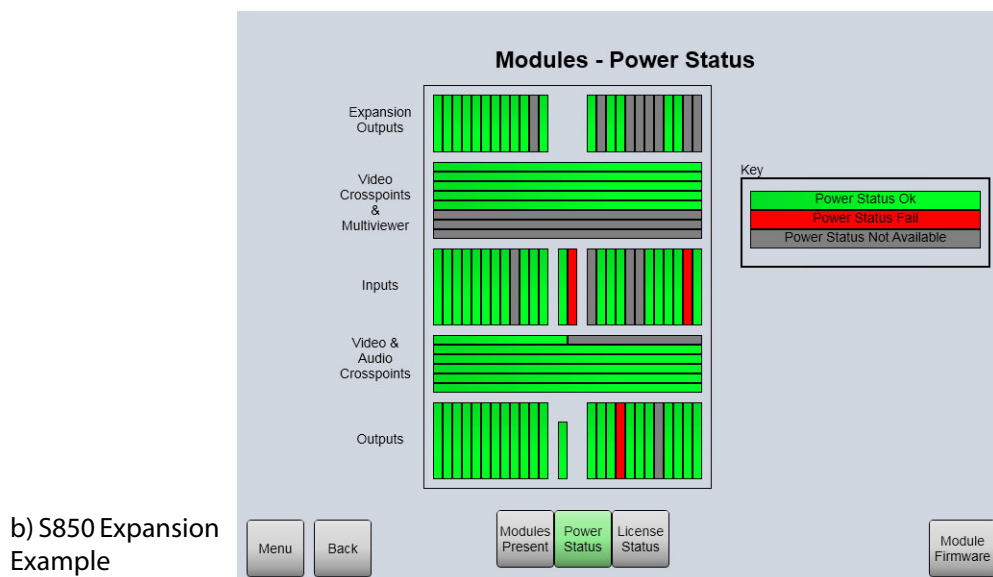 Modules - Power Status
Expansion
Outputs
Video
Crosspoints
&
Multiviewer
Inputs
Video &
Audio
Crosspoints
Outputs
Key
Power Status Ok
Power Status Fail
Power Status Not Available
b) S850 Expansion
Example
Menu
Back
Modules
Present
Power
Status
License
Status
Module
Firmware